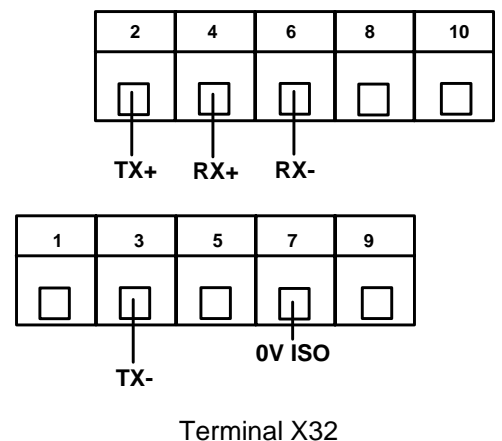 2 4 6 8 10
TX+ RX+ RX-
1 3 5 7 9
0V ISO
TX-
Terminal X32